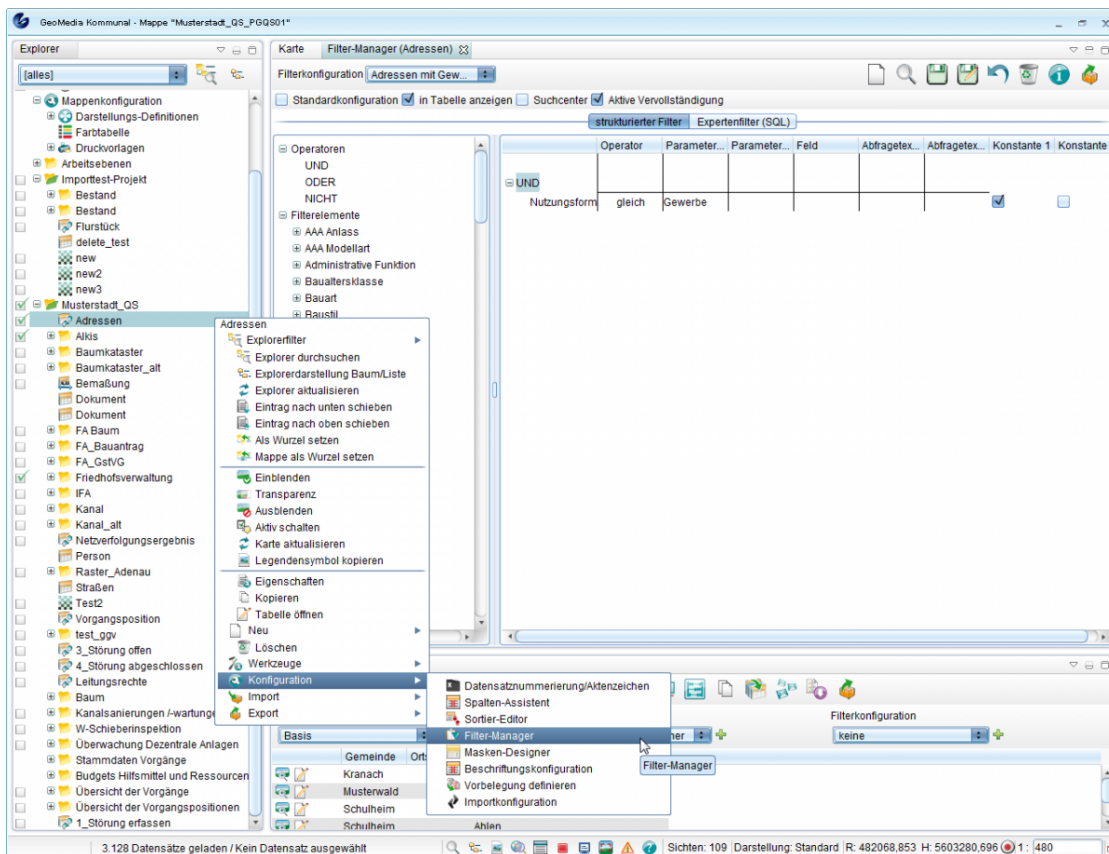 GeoMedia Kommunal - Mappe "Musterstadt_QS_PGQS01"
Explorer
[alles]
Mappenkonfiguration
Darstellungs-Definitionen
Farbtabelle
Druckvorlagen
Arbeitsebenen
Importtest-Projekt
Bestand
Bestand
Flurstück
delete_test
new
new2
new3
Musterstadt_QS
Adressen
Alkis
Baumkataster
Baumkataster_alt
Bemaßung
Dokument
Dokument
FA Baum
FA_Bauantrag
FA_GstVG
Friedhofsverwaltung
IFA
Kanal
Kanal_alt
Netzverfolgungsergebnis
Person
Raster_Adenau
Straßen
Test2
Vorgangsposition
test_ggv
3_Störung offen
4_Störung abgeschlossen
Leitungsrechte
Baum
Kanalsanierungen /-wartunge
W-Schieberinspektion
Überwachung Dezentrale Anlagen
Stammdaten Vorgänge
Budgets Hilfsmittel und Ressourcen
Übersicht der Vorgänge
Übersicht der Vorgangspositionen
1_Störung erfassen
Karte Filter-Manager (Adressen)
Filterkonfiguration Adressen mit Gew...
Standardkonfiguration in Tabelle anzeigen Suchcenter Aktive Vervollständigung
strukturierter Filter Expertenfilter (SQL)
Operatoren
UND
ODER
NICHT
Filterelemente
AAA Anlass
AAA Modellart
Administrative Funktion
Baualtersklasse
Bauart
Baustil
Operator Parameter... Parameter... Feld Abfragetex... Abfragetex... Konstante 1 Konstante
UND
Nutzungsform gleich Gewerbe
Adressen
Explorerfilter
Explorer durchsuchen
Explorerdarstellung Baum/Liste
Explorer aktualisieren
Eintrag nach unten schieben
Eintrag nach oben schieben
Als Wurzel setzen
Mappe als Wurzel setzen
Einblenden
Transparenz
Ausblenden
Aktiv schalten
Karte aktualisieren
Legendensymbol kopieren
Eigenschaften
Kopieren
Tabelle öffnen
Neu
Löschen
Werkzeuge
Konfiguration
Import
Export
Datensatznummerierung/Aktenzeichen
Spalten-Assistent
Sortier-Editor
Filter-Manager
Masken-Designer
Beschriftungskonfiguration
Vorbelegung definieren
Importkonfiguration
Filter-Manager
Filterkonfiguration
Basis
ner
keine
Gemeinde Orts
Kranach
Musterwald
Schulheim
Schulheim Ahlen
3.128 Datensätze geladen / Kein Datensatz ausgewählt
Sichten: 109 Darstellung: Standard R: 482068,853 H: 5603280,696 1 : 480